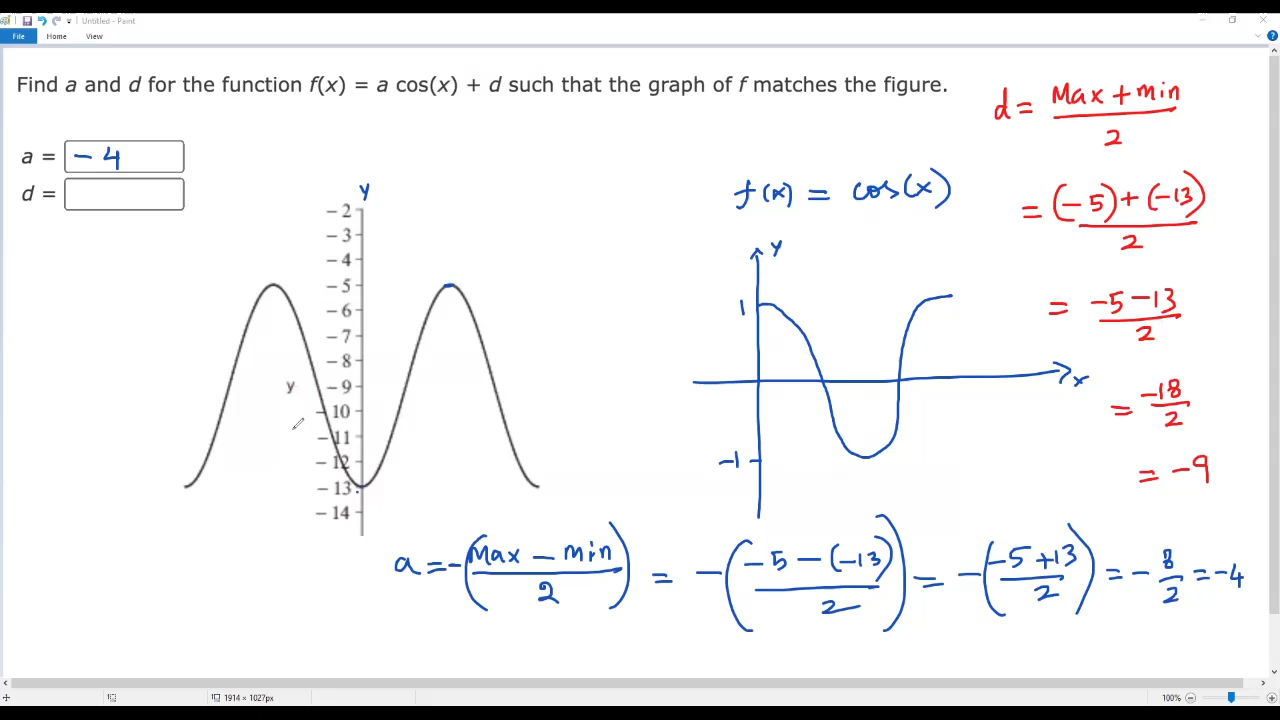 Untitled - Paint
File Home View
Find a and d for the function f(x) = a cos(x) + d such that the graph of f matches the figure.
a = - 4
d =
y
- 2
- 3
- 4
- 5
- 6
- 7
- 8
- 9
- 10
- 11
- 12
- 13
- 14
y
f(x) = cos(x)
y
1
-1
x
d = Max + min / 2
= (-5) + (-13) / 2
= -5 - 13 / 2
= -18 / 2
= -9
a = -(Max - min / 2) = -(-5 - (-13) / 2) = -(-5 + 13 / 2) = - 8 / 2 = -4
1914 × 1027px
100%